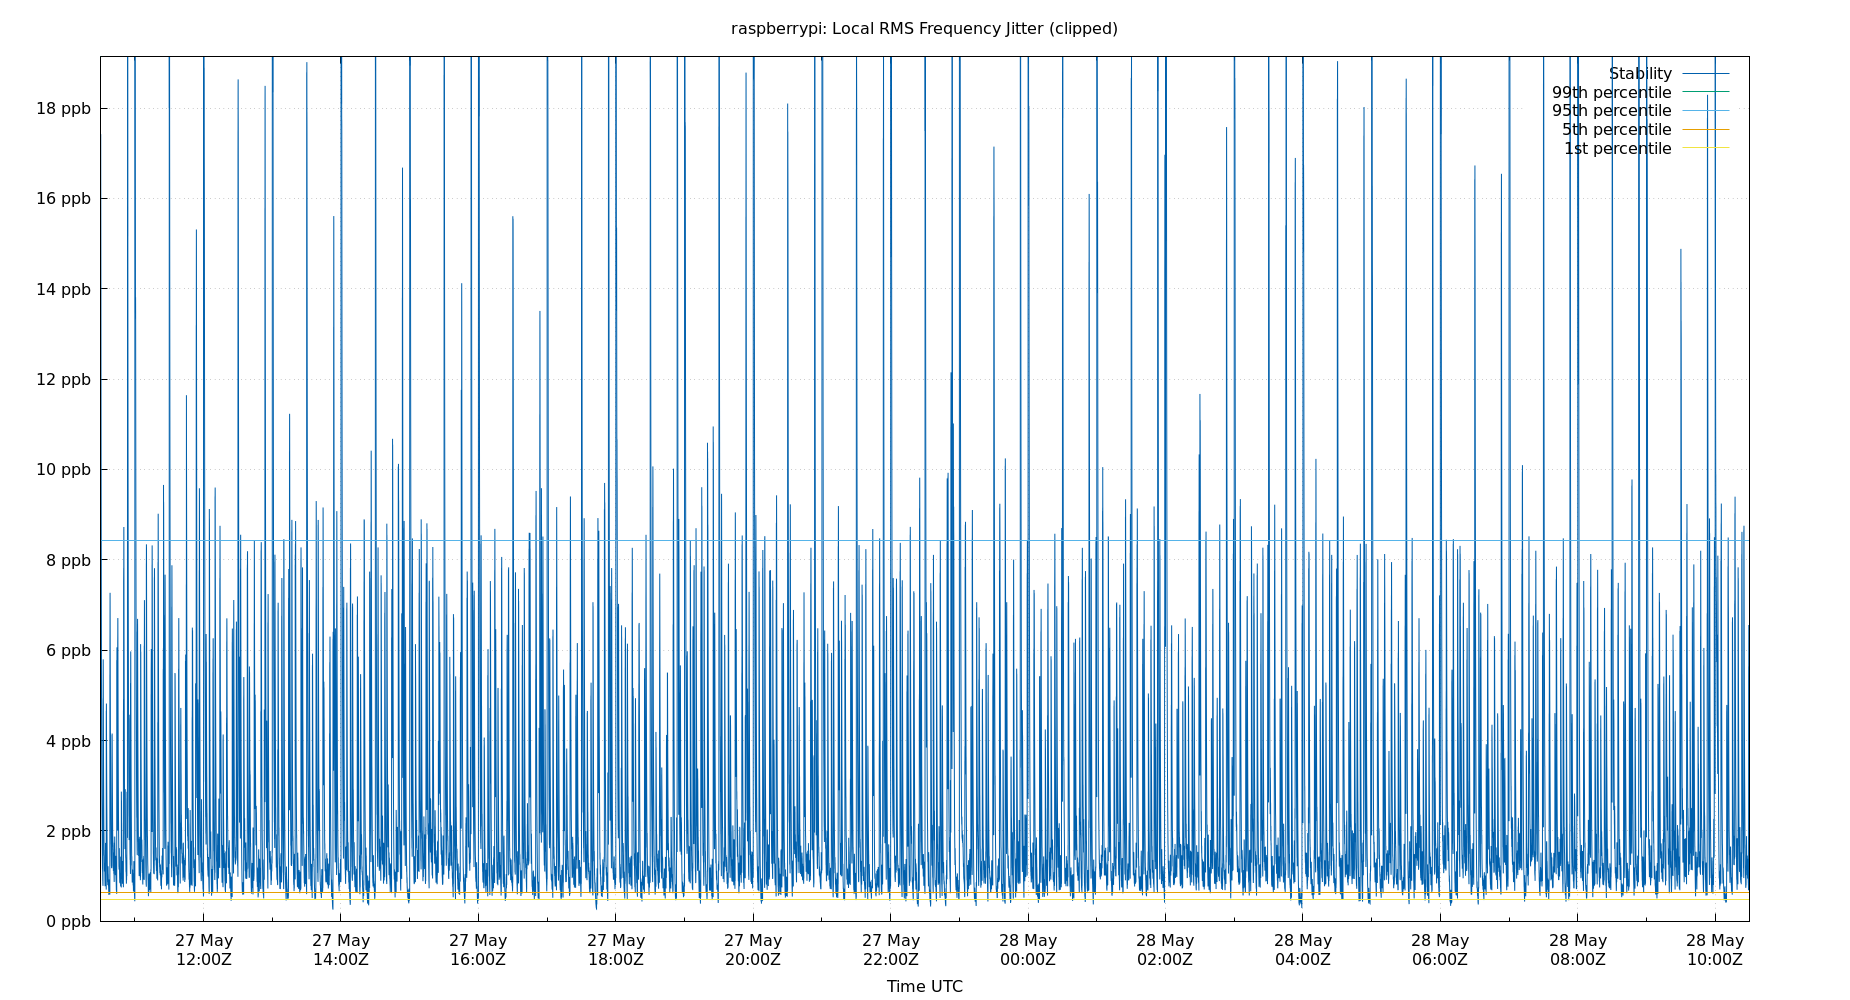 raspberrypi: Local RMS Frequency Jitter (clipped)
Stability
99th percentile
95th percentile
5th percentile
1st percentile
18 ppb
16 ppb
14 ppb
12 ppb
10 ppb
8 ppb
6 ppb
4 ppb
2 ppb
0 ppb
27 May 27 May 27 May 27 May 27 May 27 May 28 May 28 May 28 May 28 May 28 May 28 May
12:00Z 14:00Z 16:00Z 18:00Z 20:00Z 22:00Z 00:00Z 02:00Z 04:00Z 06:00Z 08:00Z 10:00Z
Time UTC